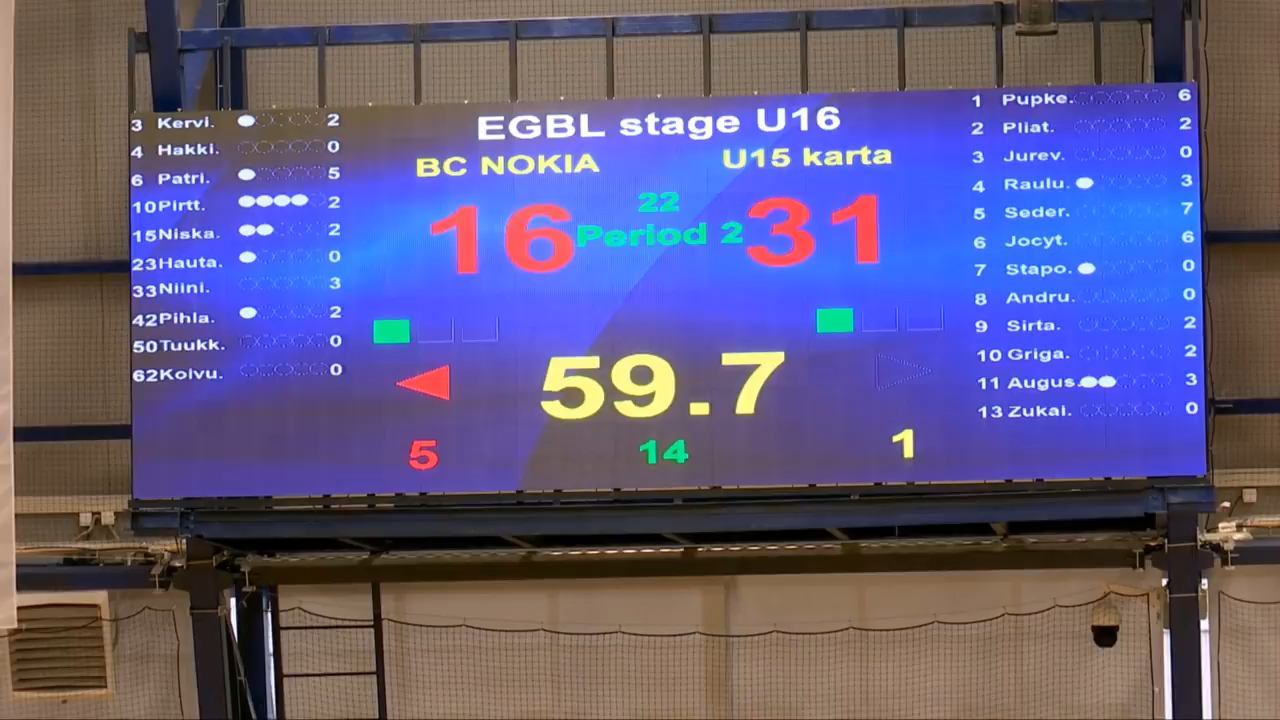 EGBL stage U16
BC NOKIA U15 karta
16 22 31
Period 2
59.7
5 14 1
3 Kervi. 2
4 Hakki. 0
6 Patri. 5
10 Pirtt. 2
15 Niska. 2
23 Hauta. 0
33 Niini. 3
42 Pihla. 2
50 Tuukk. 0
62 Koivu. 0
1 Pupke. 6
2 Pliat. 2
3 Jurev. 0
4 Raulu. 3
5 Seder. 7
6 Jocyt. 6
7 Stapo. 0
8 Andru. 0
9 Sirta. 2
10 Griga. 2
11 Augus. 3
13 Zukai. 0